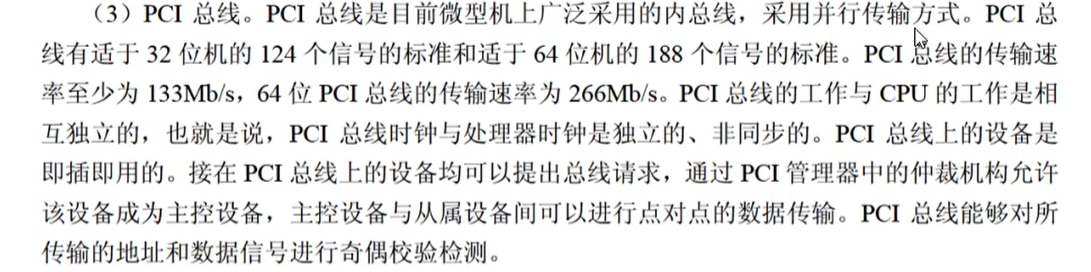 （3）PCI 总线。PCI 总线是目前微型机上广泛采用的内总线，采用并行传输方式。PCI 总
线有适于 32 位机的 124 个信号的标准和适于 64 位机的 188 个信号的标准。PCI 总线的传输速
率至少为 133Mb/s，64 位 PCI 总线的传输速率为 266Mb/s。PCI 总线的工作与 CPU 的工作是相
互独立的，也就是说，PCI 总线时钟与处理器时钟是独立的、非同步的。PCI 总线上的设备是
即插即用的。接在 PCI 总线上的设备均可以提出总线请求，通过 PCI 管理器中的仲裁机构允许
该设备成为主控设备，主控设备与从属设备间可以进行点对点的数据传输。PCI 总线能够对所
传输的地址和数据信号进行奇偶校验检测。